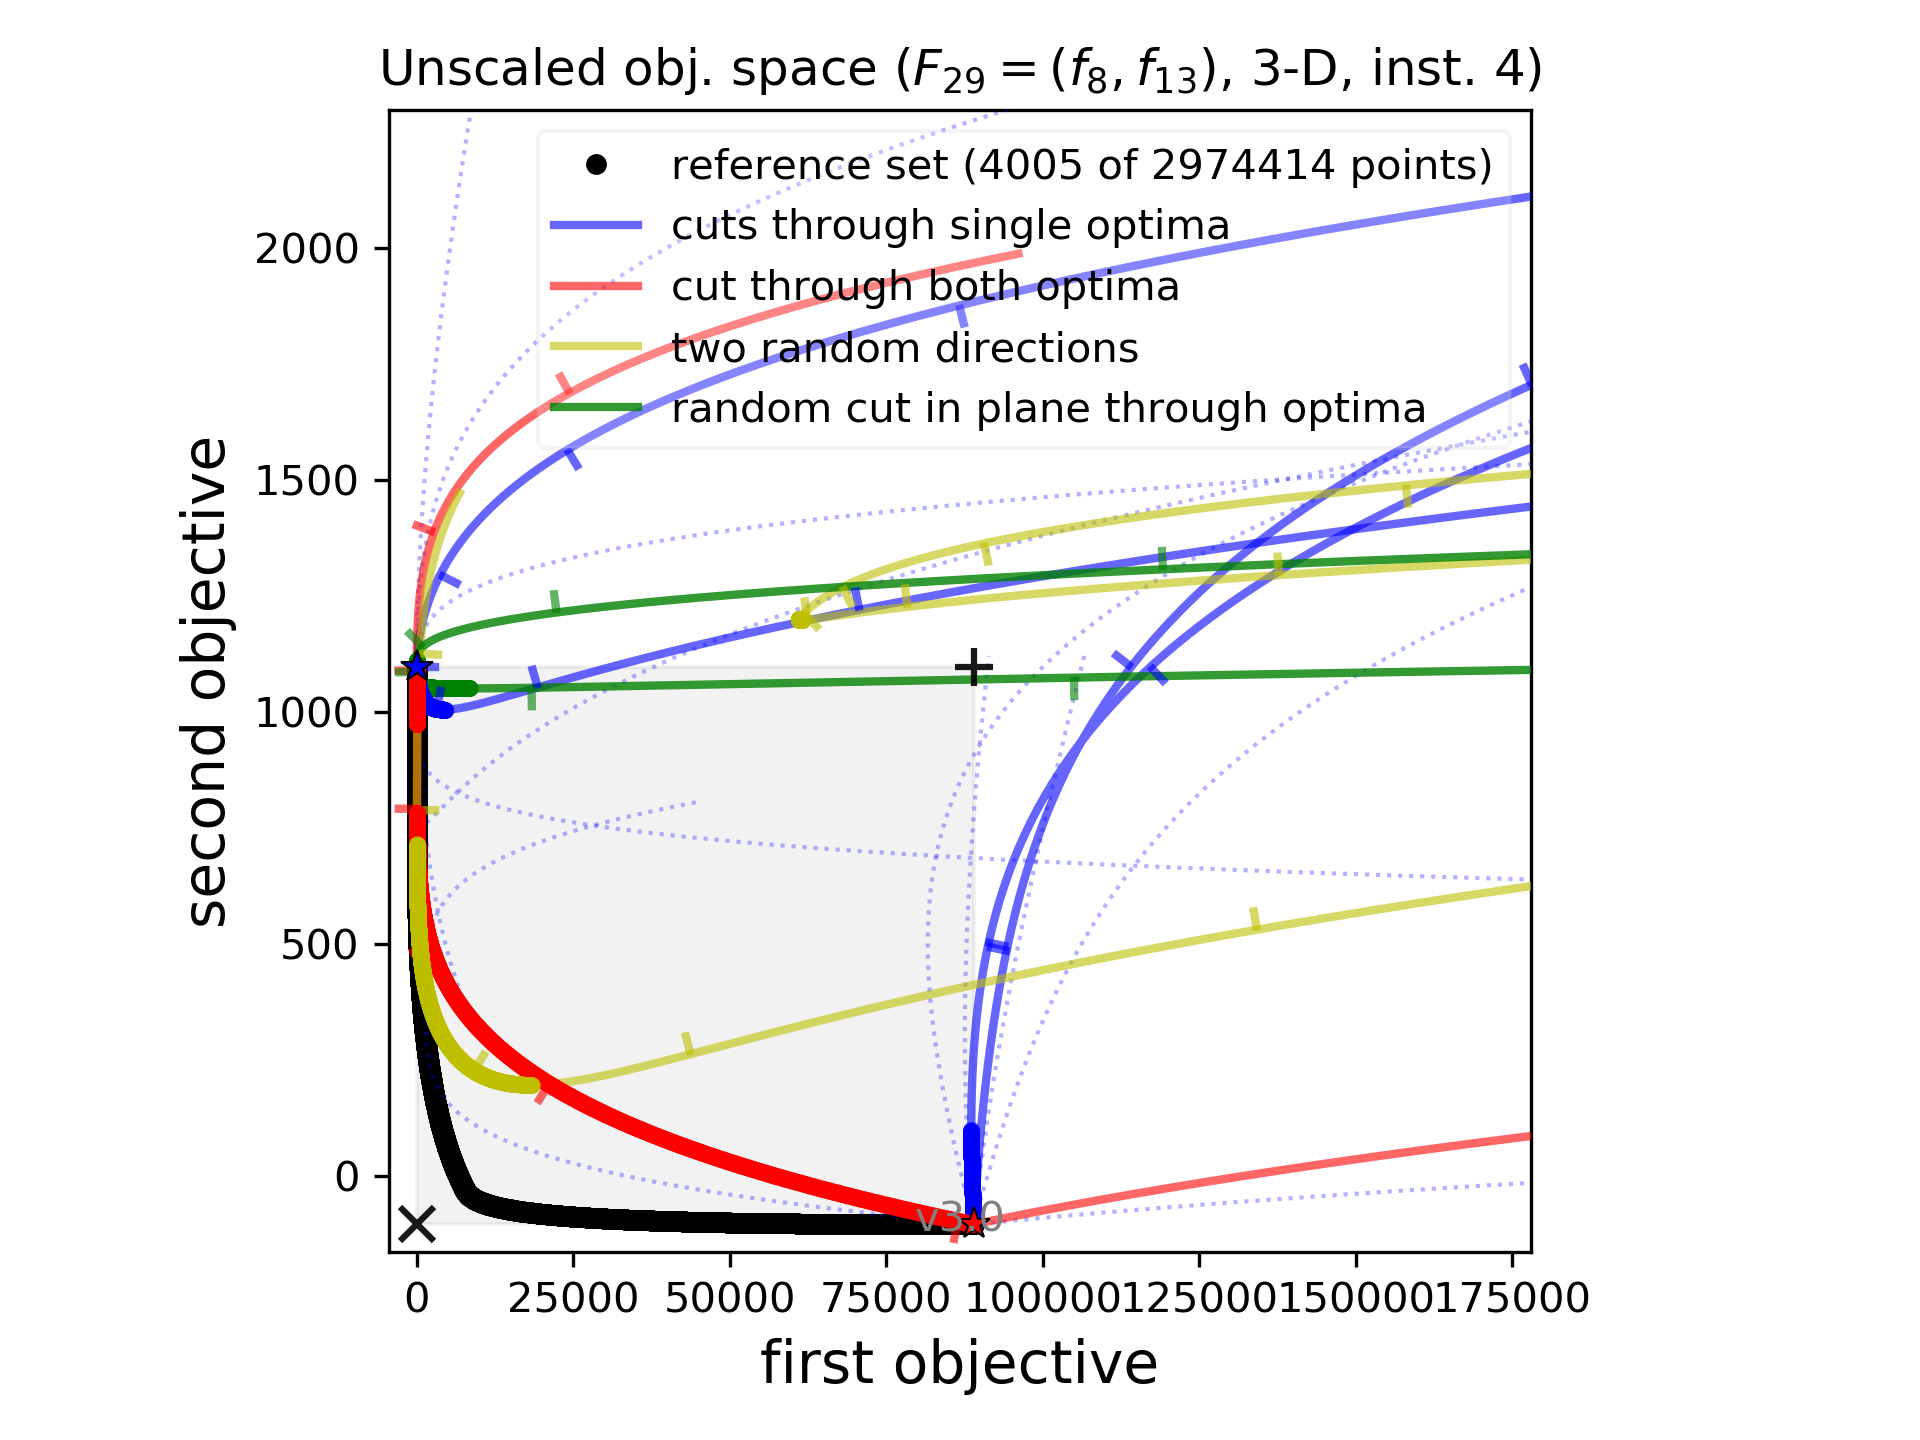 Unscaled obj. space (F₂₉ = (f₈, f₁₃), 3-D, inst. 4)
reference set (4005 of 2974414 points)
cuts through single optima
cut through both optima
two random directions
random cut in plane through optima
second objective
2000
1500
1000
500
0
v3.0
0 25000 50000 75000 100000 125000 150000 175000
first objective